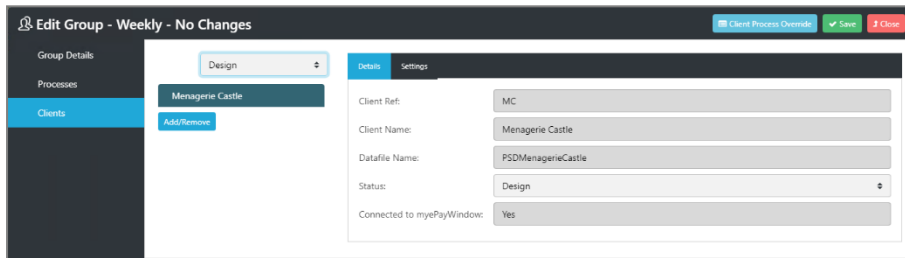 Edit Group - Weekly - No Changes
Client Process Override
Save
Close
Group Details
Processes
Clients
Design
Menagerie Castle
Add/Remove
Details
Settings
Client Ref: MC
Client Name: Menagerie Castle
Datafile Name: PSDMenagerieCastle
Status: Design
Connected to myePayWindow: Yes